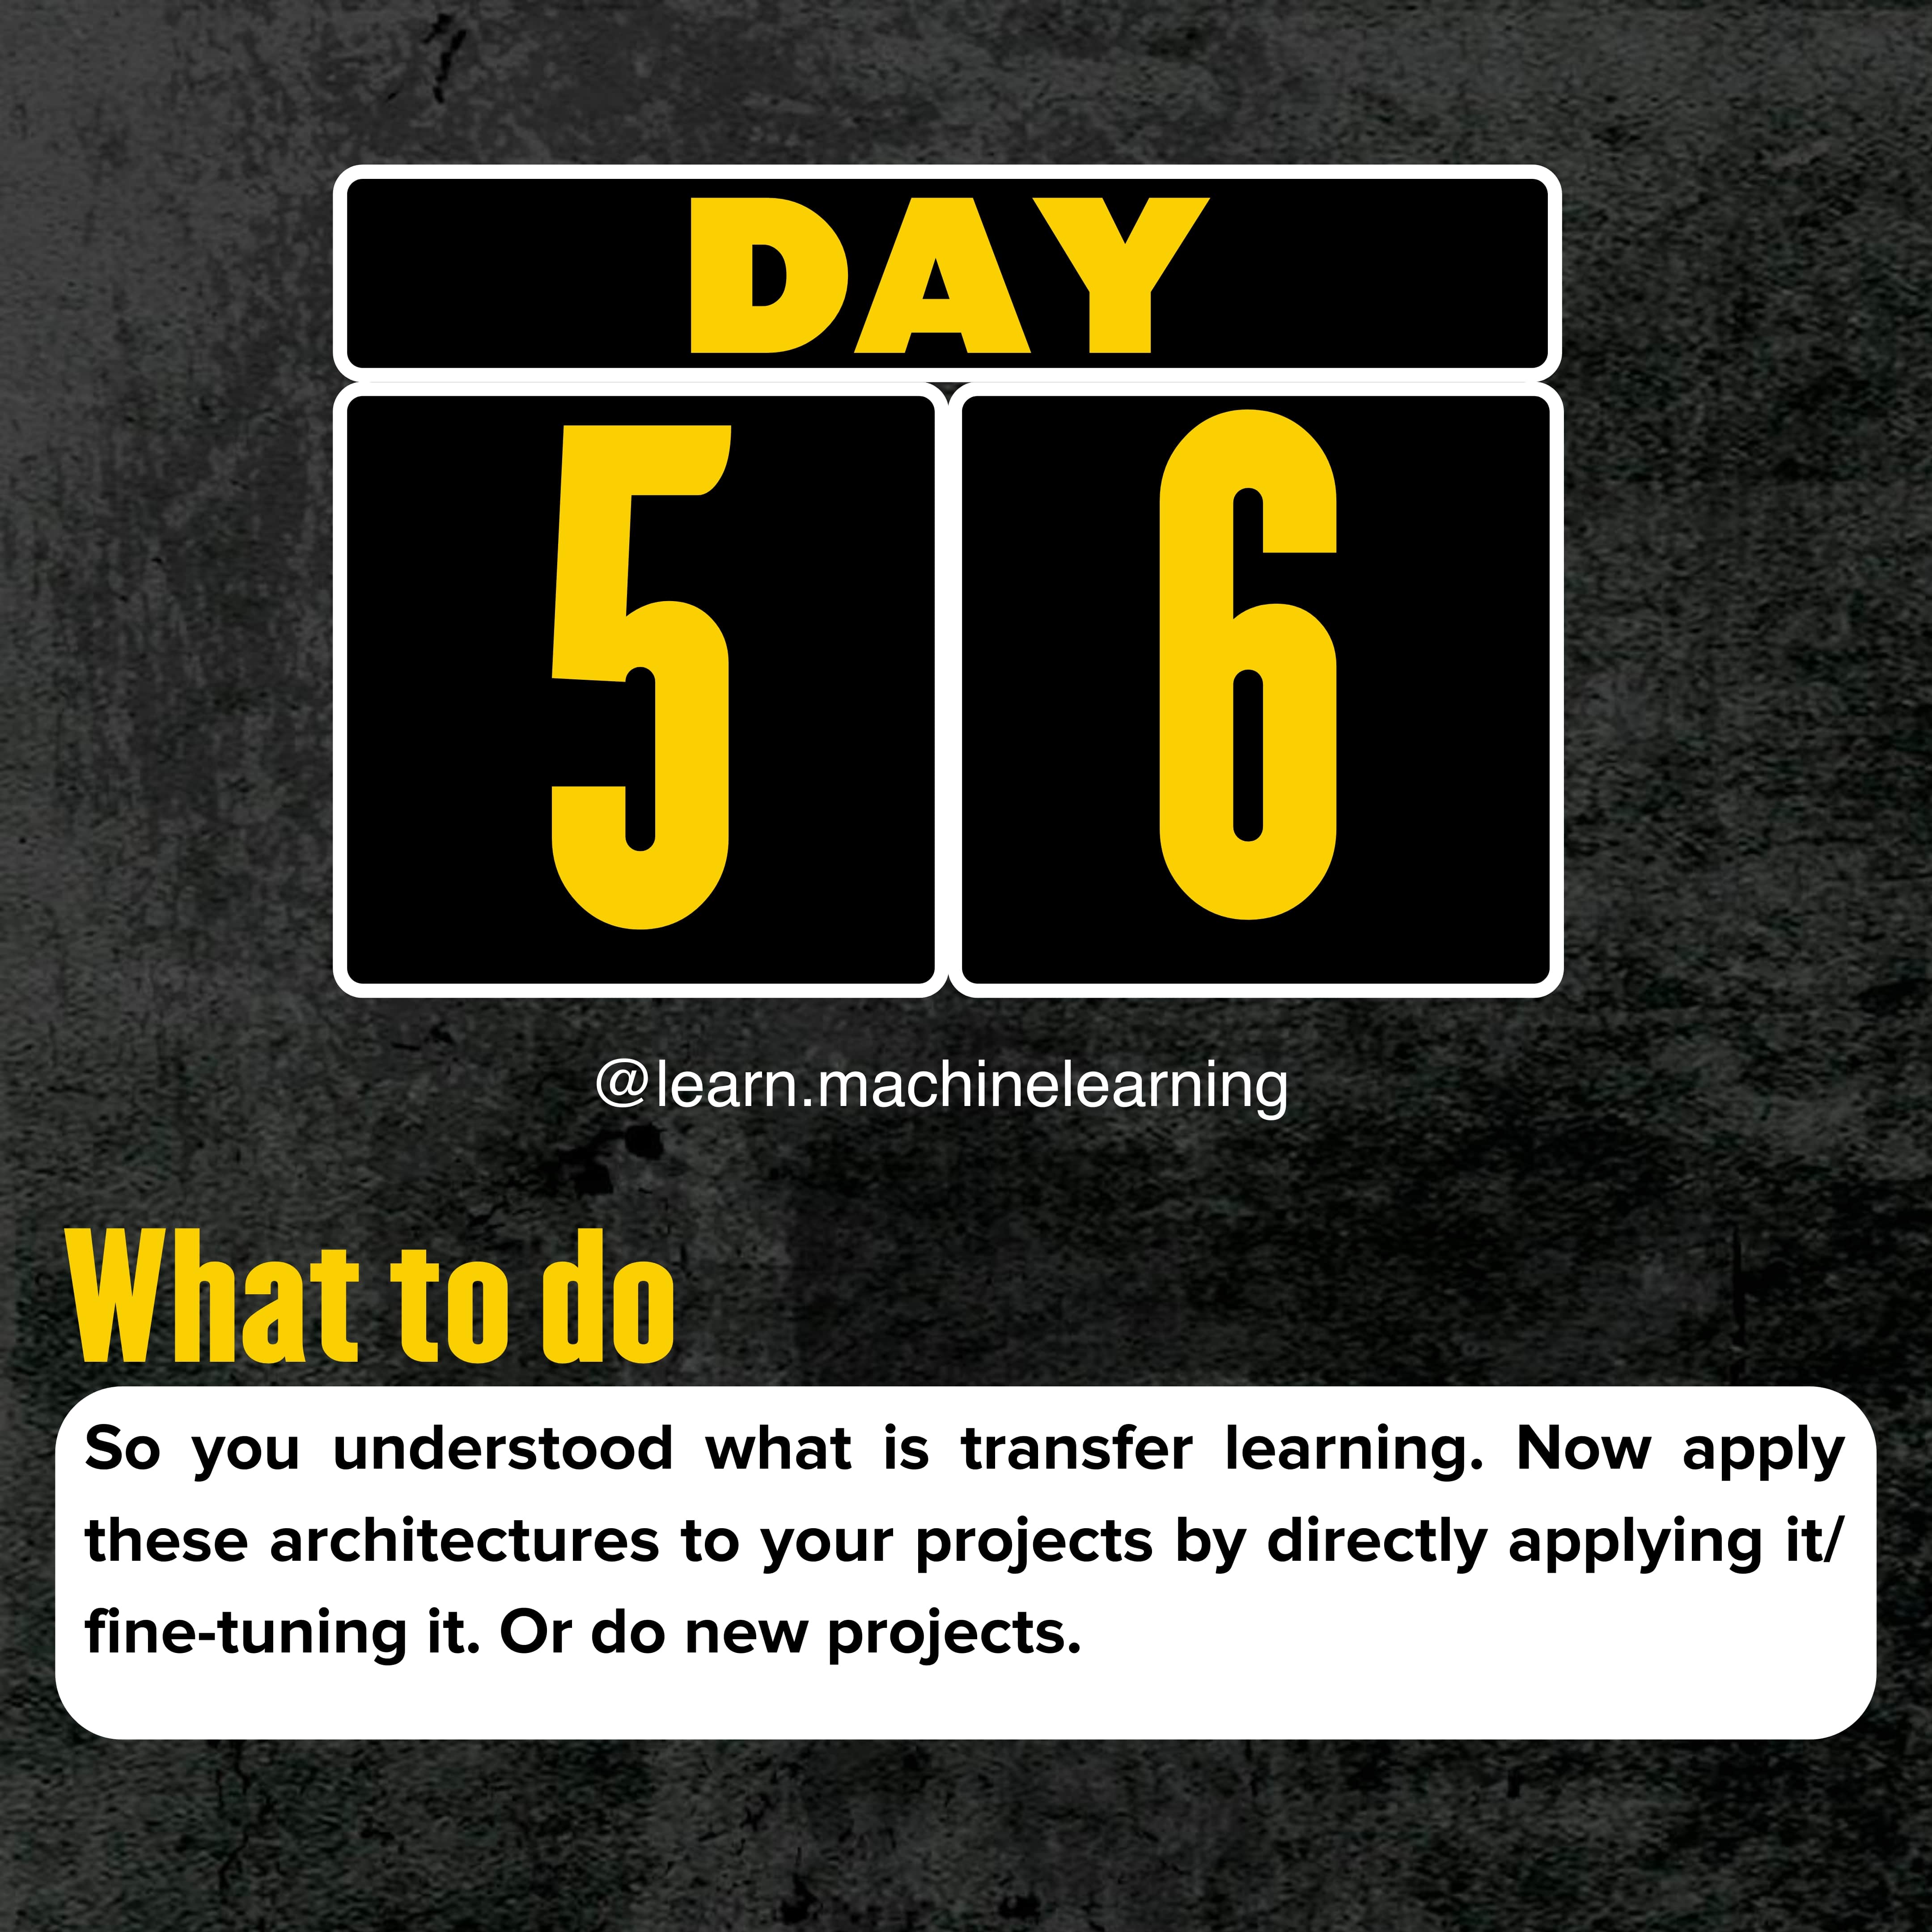 DAY
5 6
@learn.machinelearning
What to do
So you understood what is transfer learning. Now apply
these architectures to your projects by directly applying it/
fine-tuning it. Or do new projects.